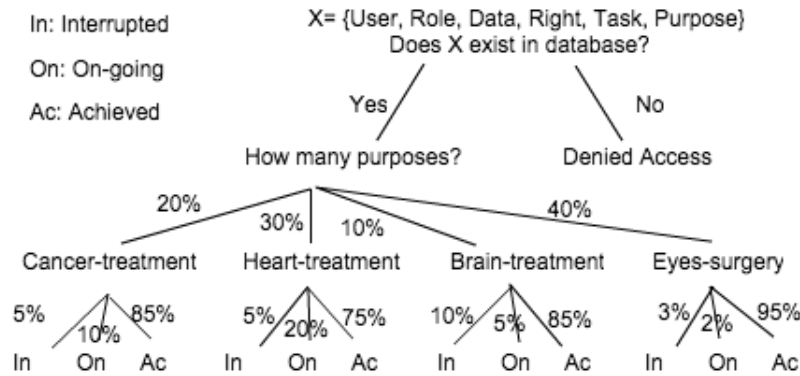 In: Interrupted
On: On-going
Ac: Achieved
X= {User, Role, Data, Right, Task, Purpose}
Does X exist in database?
Yes
No
How many purposes?
Denied Access
20%
30%
10%
40%
Cancer-treatment
Heart-treatment
Brain-treatment
Eyes-surgery
5%
10%
85%
5%
20%
75%
10%
5%
85%
3%
2%
95%
In
On
Ac
In
On
Ac
In
On
Ac
In
On
Ac